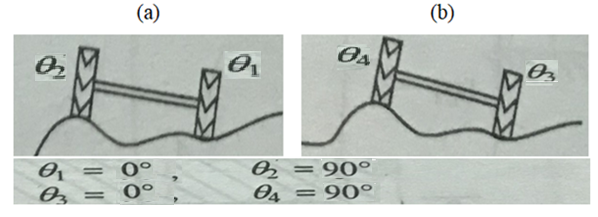 (a) (b)
θ₂ θ₁ θ₄ θ₃
θ₁ = 0° , θ₂ = 90°
θ₃ = 0° , θ₄ = 90°